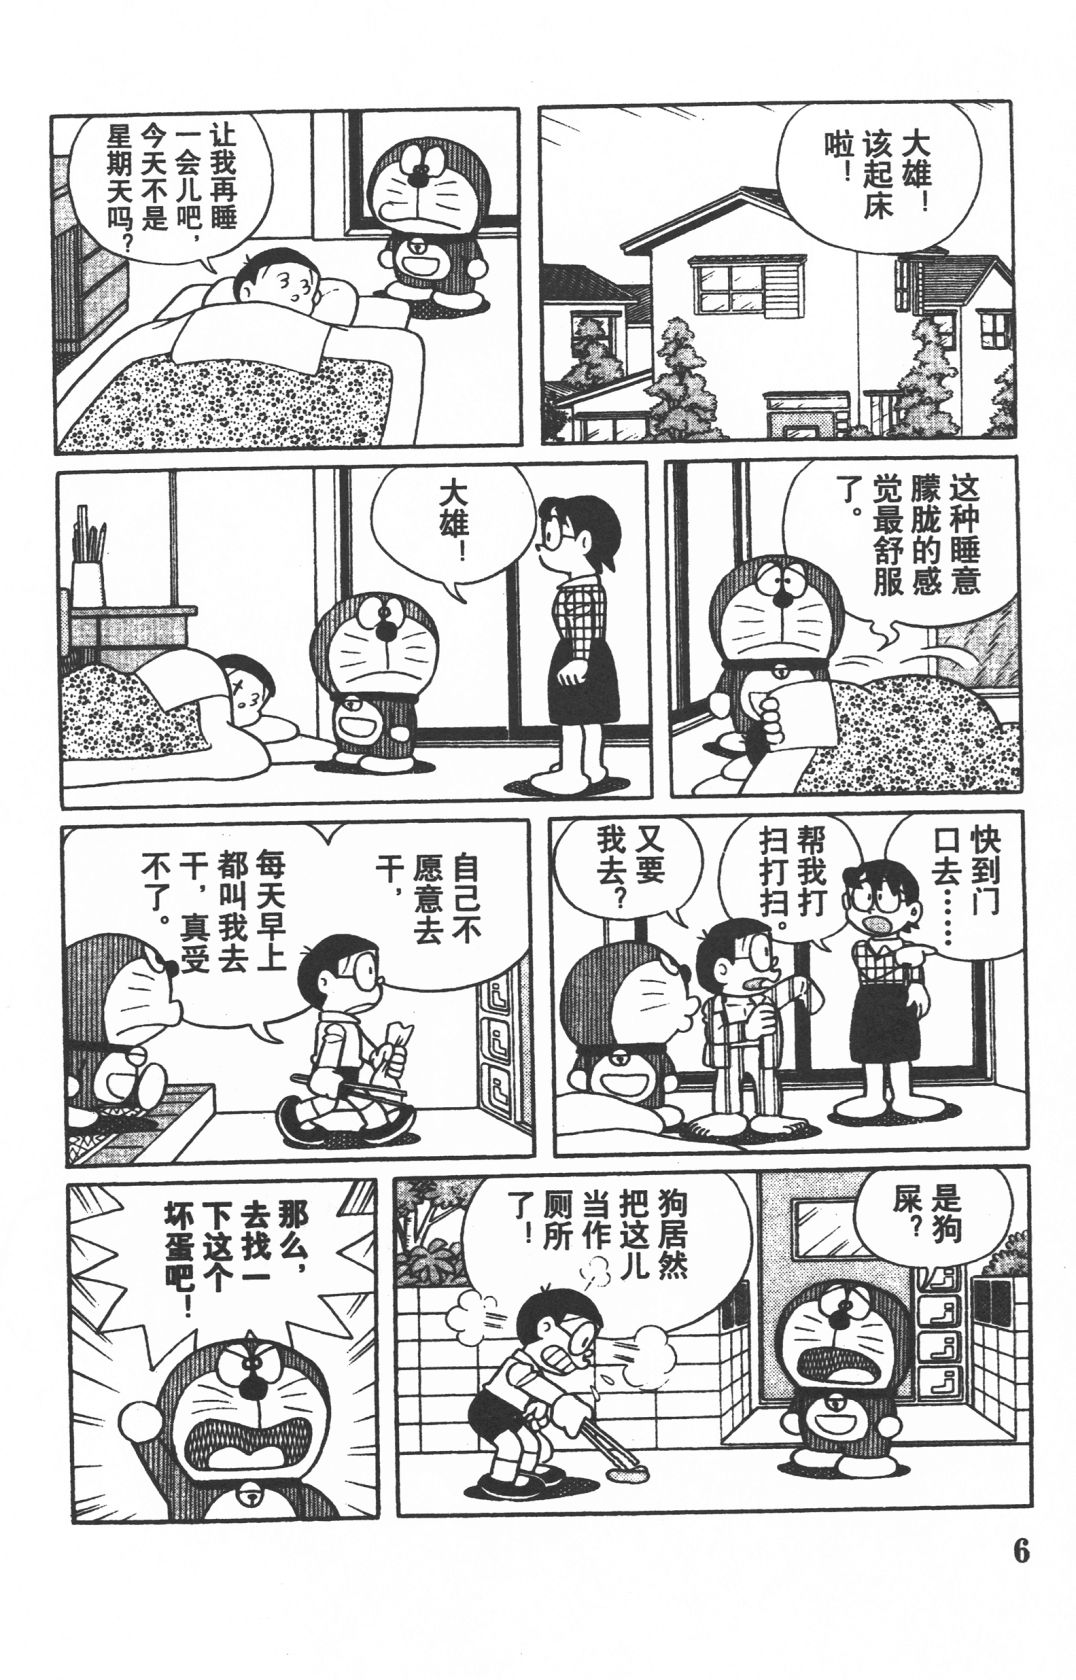 大雄！
该起床
啦！
让我再睡
一会儿吧，
今天不是
星期天吗？
这种睡意
朦胧的感
觉最舒服
了。
大雄！
快到门
口去……
帮我打
扫打扫。
又要
我去？
自己不
愿意去
干，
每天早上
都叫我去
干，真受
不了。
是狗
屎？
狗居然
把这儿
当作
厕所
了！
那么，
去找一
下这个
坏蛋吧！
6